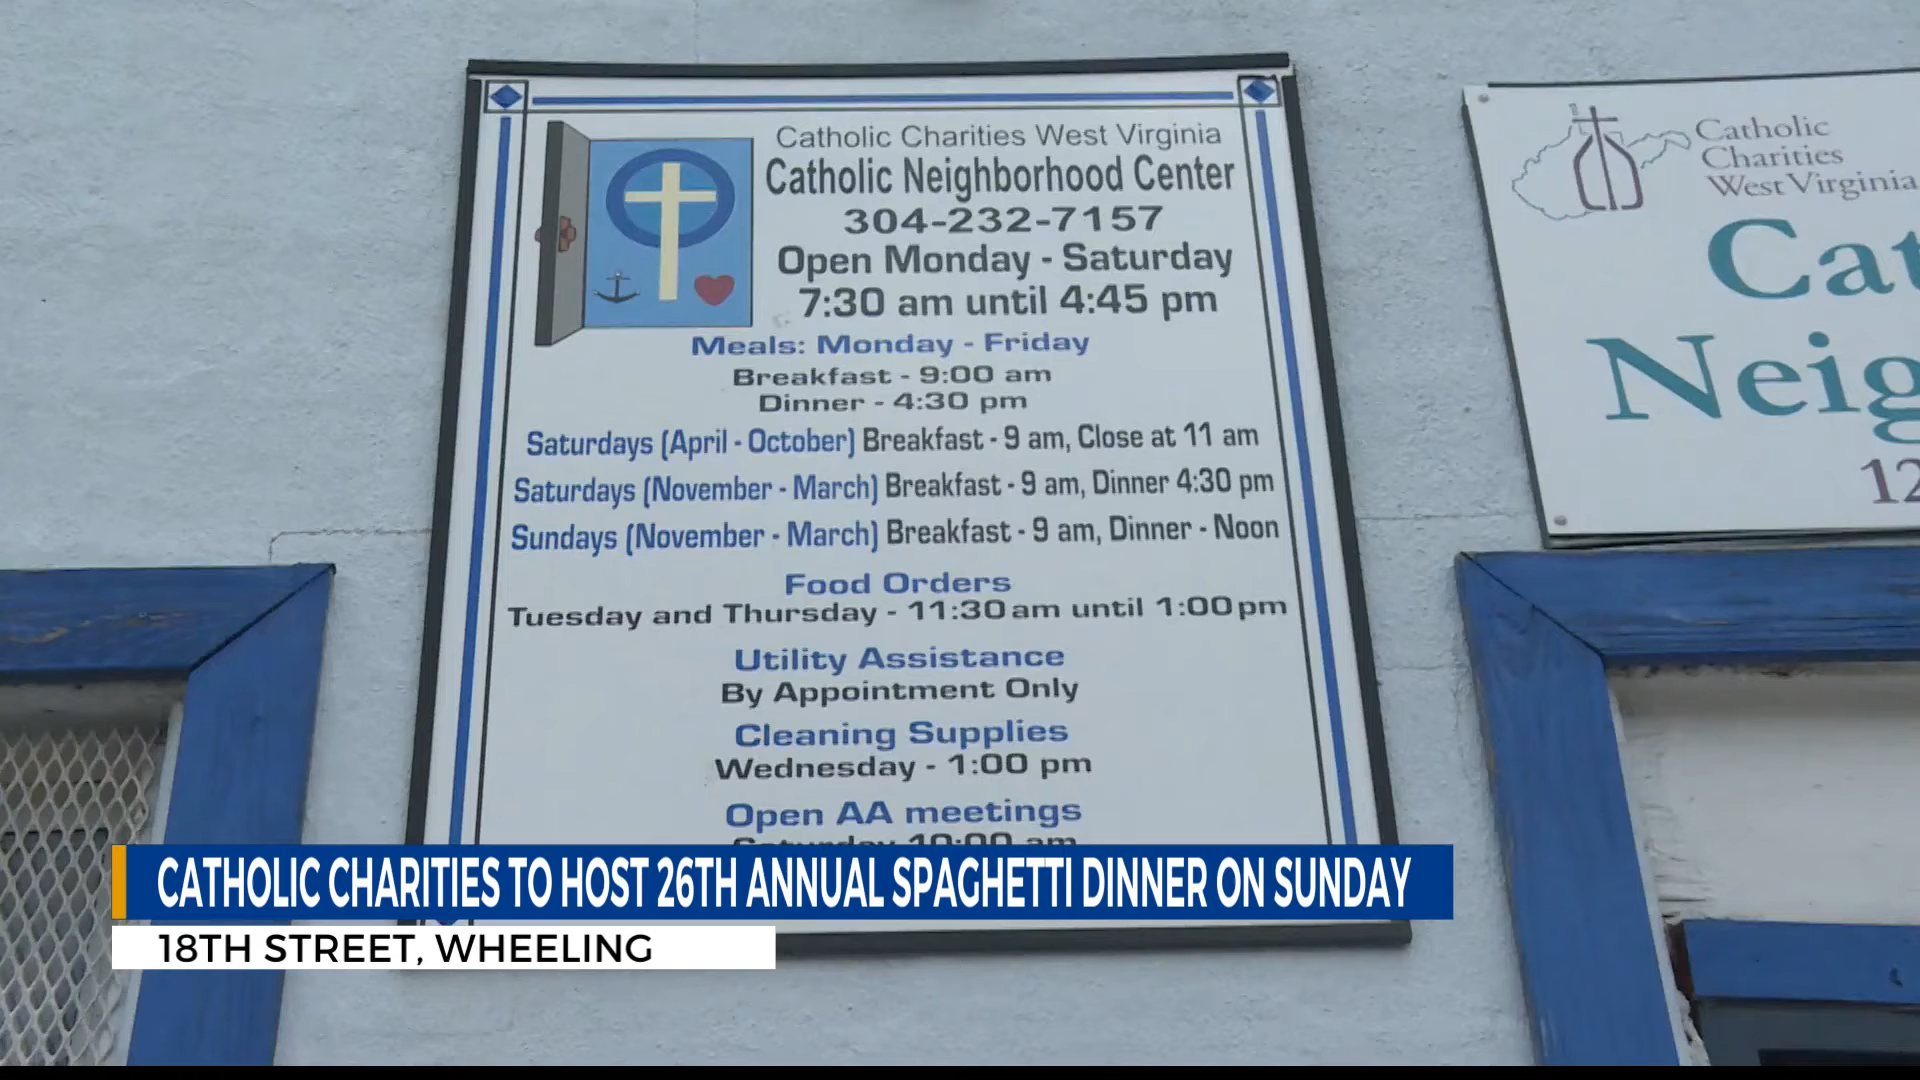 Catholic Charities West Virginia
Catholic Neighborhood Center
304-232-7157
Open Monday - Saturday
7:30 am until 4:45 pm
Meals: Monday - Friday
Breakfast - 9:00 am
Dinner - 4:30 pm
Saturdays (April - October) Breakfast - 9 am, Close at 11 am
Saturdays (November - March) Breakfast - 9 am, Dinner 4:30 pm
Sundays (November - March) Breakfast - 9 am, Dinner - Noon
Food Orders
Tuesday and Thursday - 11:30am until 1:00pm
Utility Assistance
By Appointment Only
Cleaning Supplies
Wednesday - 1:00 pm
Open AA meetings
Saturday 10:00 am
Catholic
Charities
West Virginia
Cat
Neig
12
CATHOLIC CHARITIES TO HOST 26TH ANNUAL SPAGHETTI DINNER ON SUNDAY
18TH STREET, WHEELING